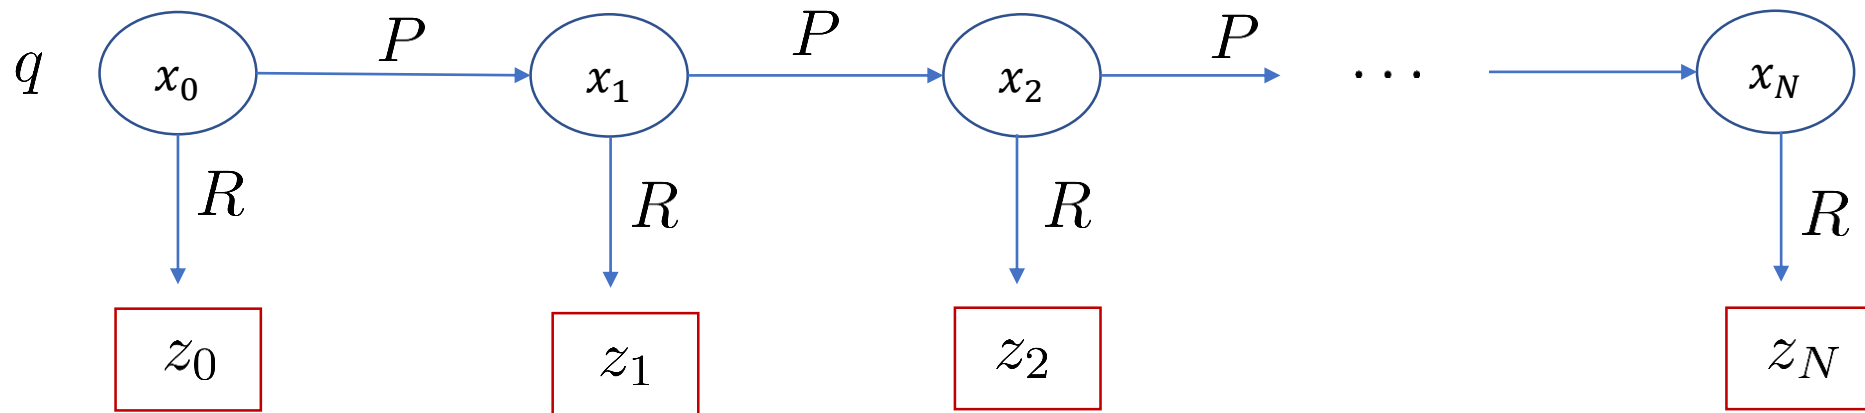 q x₀ P x₁ P x₂ P ⋯ x_N
R R R R
z₀ z₁ z₂ z_N